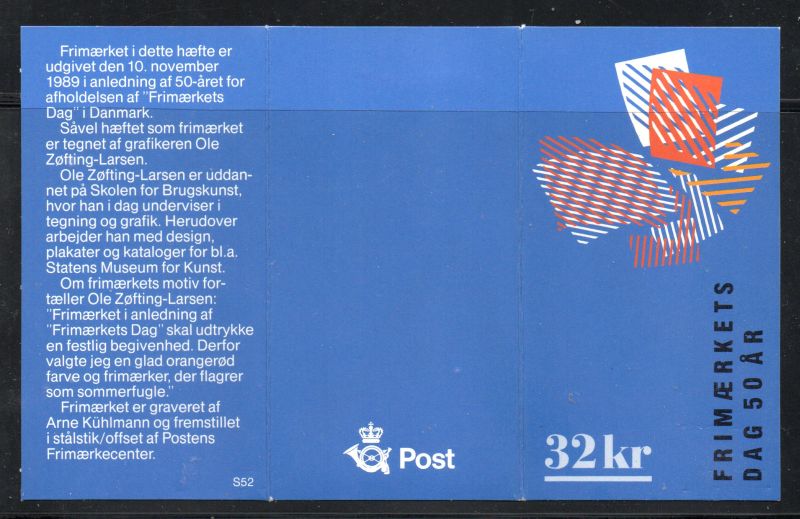 Frimærket i dette hæfte er
udgivet den 10. november
1989 i anledning af 50-året for
afholdelsen af "Frimærkets
Dag" i Danmark.
Såvel hæftet som frimærket
er tegnet af grafikeren Ole
Zøfting-Larsen.
Ole Zøfting-Larsen er uddan-
net på Skolen for Brugskunst,
hvor han i dag underviser i
tegning og grafik. Herudover
arbejder han med design,
plakater og kataloger for bl.a.
Statens Museum for Kunst.
Om frimærkets motiv for-
tæller Ole Zøfting-Larsen:
"Frimærket i anledning af
"Frimærkets Dag" skal udtrykke
en festlig begivenhed. Derfor
valgte jeg en glad orangerød
farve og frimærker, der flagrer
som sommerfugle."
Frimærket er graveret af
Arne Kühlmann og fremstillet
i stålstik/offset af Postens
Frimærkecenter.
S52
Post
32 kr
FRIMÆRKETS
DAG 50 ÅR